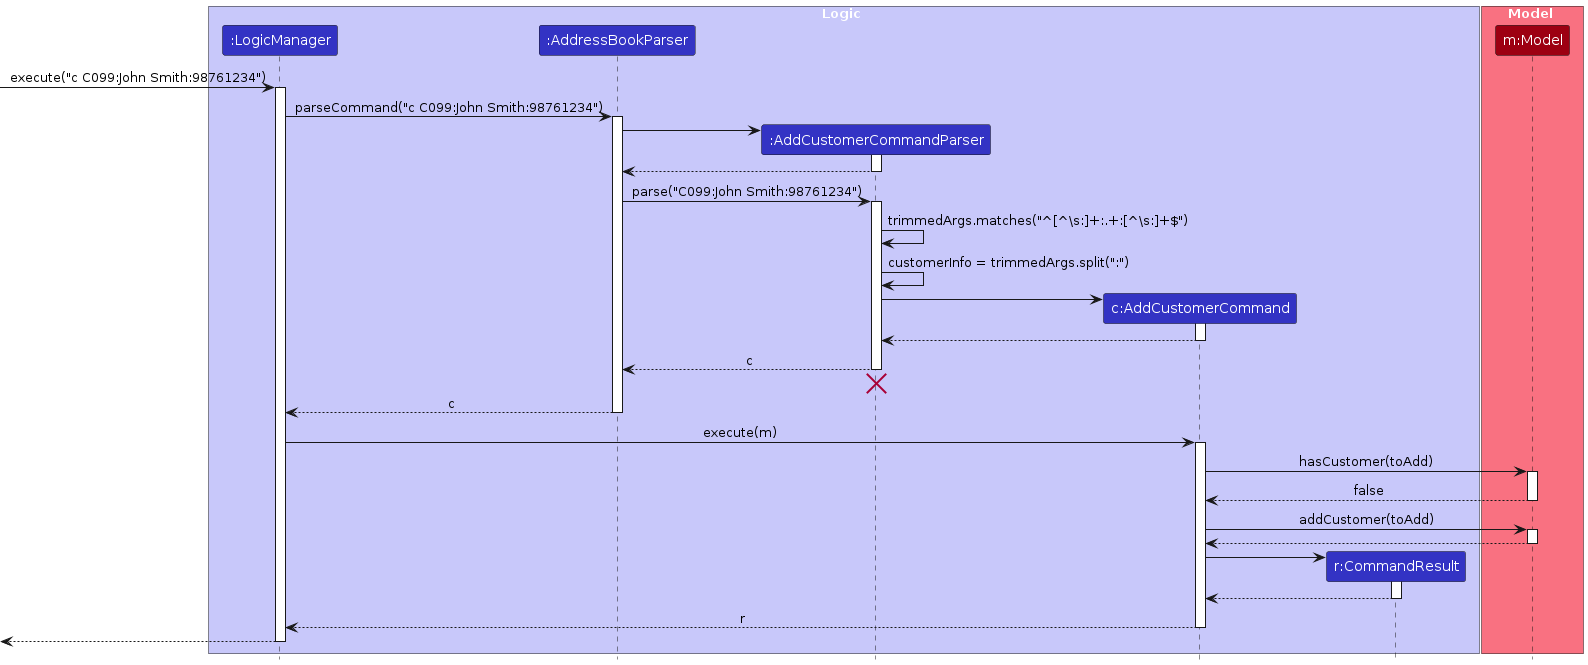 Logic
Model
:LogicManager
:AddressBookParser
m:Model
execute("c C099:John Smith:98761234")
parseCommand("c C099:John Smith:98761234")
:AddCustomerCommandParser
parse("C099:John Smith:98761234")
trimmedArgs.matches("^[^\s:]+:.+:[^\s:]+$")
customerInfo = trimmedArgs.split(":")
c:AddCustomerCommand
c
c
execute(m)
hasCustomer(toAdd)
false
addCustomer(toAdd)
r:CommandResult
r